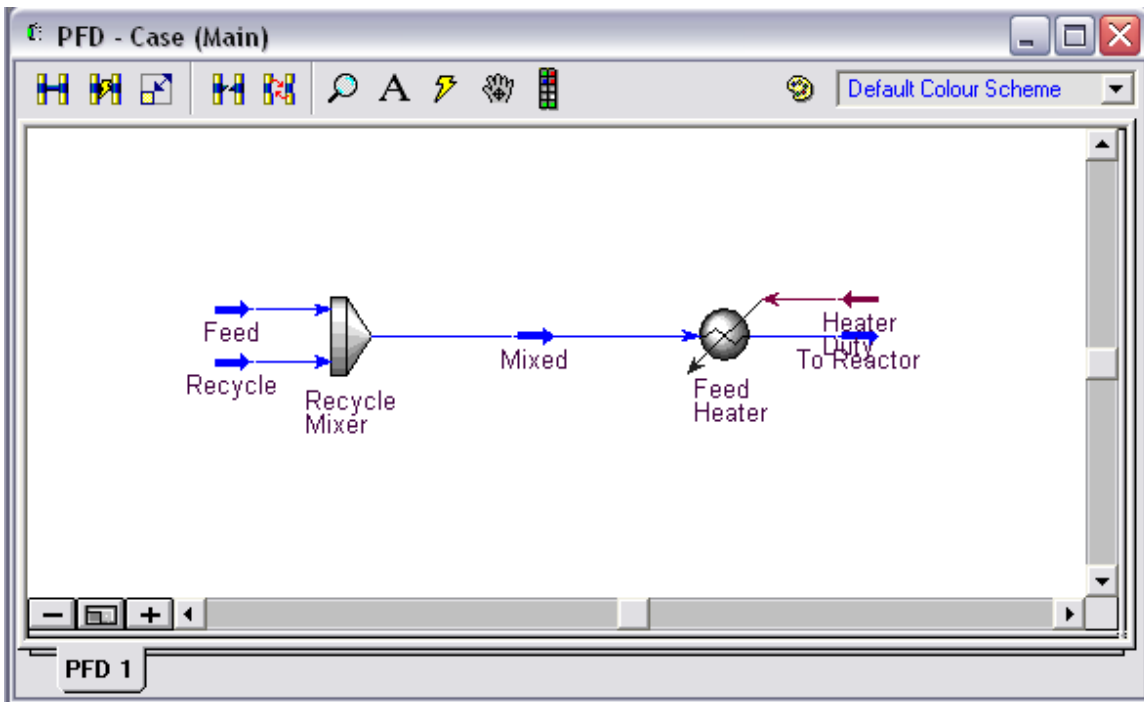 PFD - Case (Main)
A
Default Colour Scheme
Feed
Recycle
Recycle
Mixer
Mixed
Heater
Duty
To Reactor
Feed
Heater
PFD 1